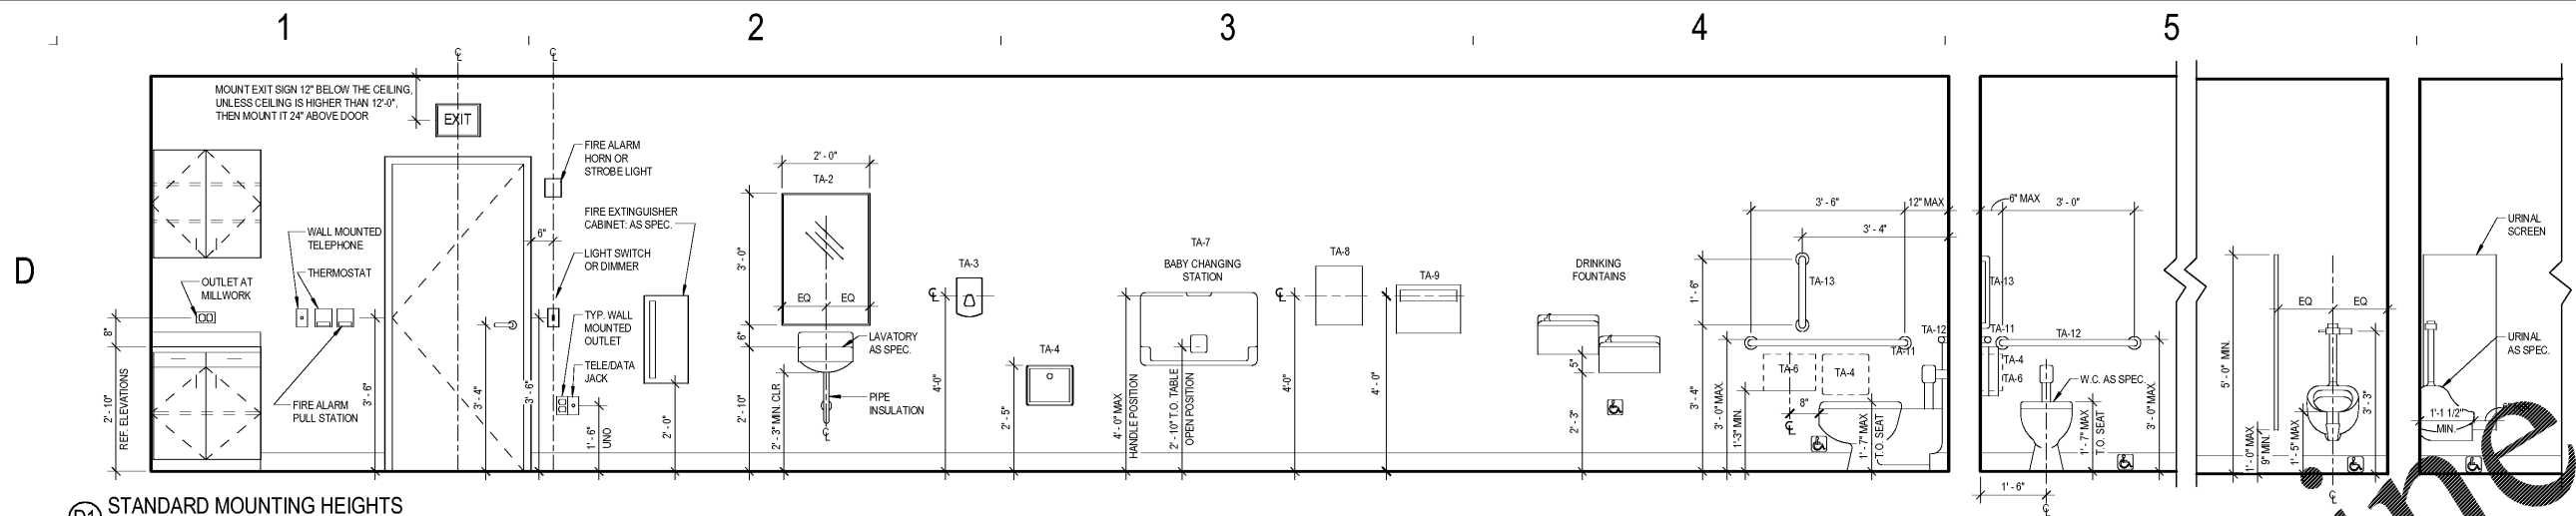 1
2
3
4
5
D
℄
℄
MOUNT EXIT SIGN 12" BELOW THE CEILING,
UNLESS CEILING IS HIGHER THAN 12'-0",
THEN MOUNT IT 24" ABOVE DOOR
EXIT
WALL MOUNTED
TELEPHONE
THERMOSTAT
OUTLET AT
MILLWORK
FIRE ALARM
PULL STATION
8"
2' - 10"
REF. ELEVATIONS
3' - 6"
3' - 4"
3' - 6"
6"
FIRE ALARM
HORN OR
STROBE LIGHT
FIRE EXTINGUISHER
CABINET: AS SPEC.
LIGHT SWITCH
OR DIMMER
TYP. WALL
MOUNTED
OUTLET
TELE/DATA
JACK
1' - 6"
UNO
2' - 0"
2' - 0"
TA-2
3' - 0"
EQ
EQ
6"
2' - 10"
2' - 3" MIN. CLR
LAVATORY
AS SPEC.
PIPE
INSULATION
℄
TA-3
℄
4'-0"
TA-4
2' - 5"
TA-7
BABY CHANGING
STATION
4' - 0" MAX
HANDLE POSITION
2' - 10" T.O. TABLE
OPEN POSITION
TA-8
℄
4'-0"
TA-9
4' - 0"
DRINKING
FOUNTAINS
5"
2' - 3"
3' - 6"
12" MAX
3' - 4"
1' - 6"
TA-13
TA-12
TA-11
TA-6
TA-4
8"
℄
3' - 4"
3' - 0" MAX.
1'-3" MIN.
1' - 7" MAX
T.O. SEAT
6" MAX
3' - 0"
TA-13
TA-11
TA-12
TA-4
TA-6
W.C. AS SPEC.
1' - 7" MAX
T.O. SEAT
3' - 0" MAX
1' - 6"
℄
5' - 0" MIN.
EQ
EQ
1' - 0" MAX
9" MIN.
1' - 5" MAX
3' - 3"
℄
URINAL
SCREEN
URINAL
AS SPEC.
1'-1 1/2"
MIN.
D1
STANDARD MOUNTING HEIGHTS